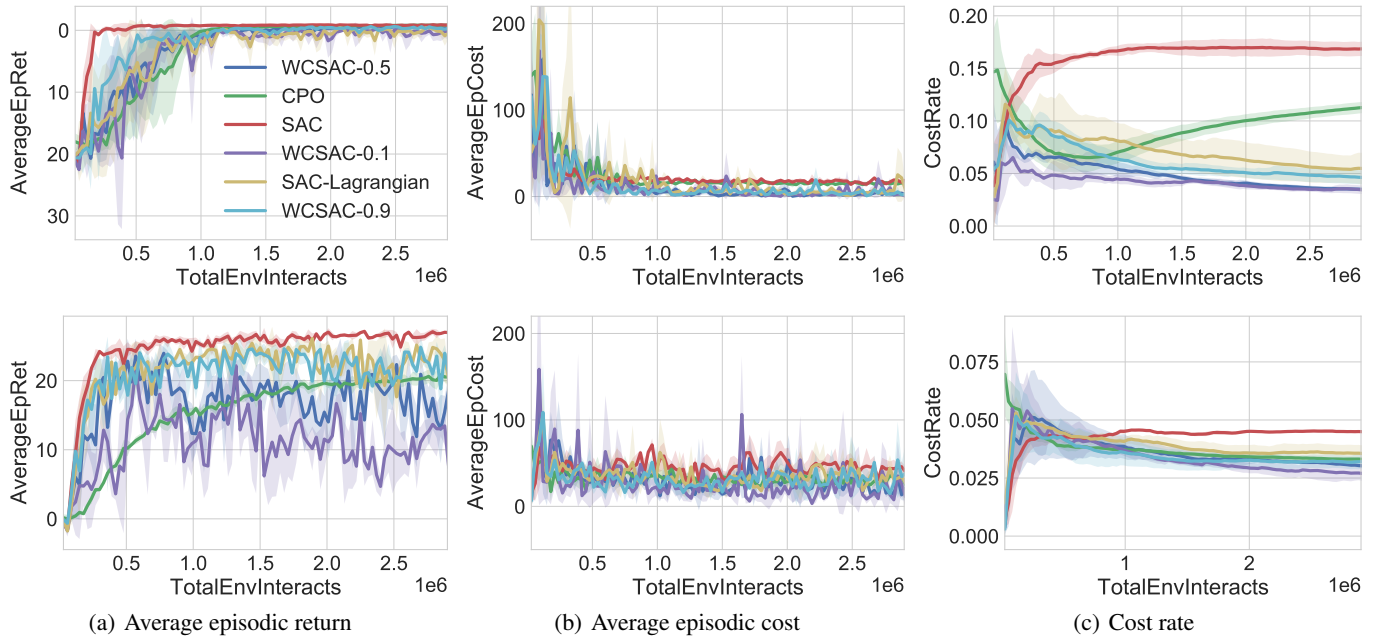 AverageEpRet
0
10
20
30
WCSAC-0.5
CPO
SAC
WCSAC-0.1
SAC-Lagrangian
WCSAC-0.9
0.5 1.0 1.5 2.0 2.5
TotalEnvInteracts 1e6
AverageEpCost
200
100
0
0.5 1.0 1.5 2.0 2.5
TotalEnvInteracts 1e6
CostRate
0.20
0.15
0.10
0.05
0.00
0.5 1.0 1.5 2.0 2.5
TotalEnvInteracts 1e6
AverageEpRet
20
10
0
0.5 1.0 1.5 2.0 2.5
TotalEnvInteracts 1e6
AverageEpCost
200
100
0
0.5 1.0 1.5 2.0 2.5
TotalEnvInteracts 1e6
CostRate
0.075
0.050
0.025
0.000
1 2
TotalEnvInteracts 1e6
(a) Average episodic return
(b) Average episodic cost
(c) Cost rate